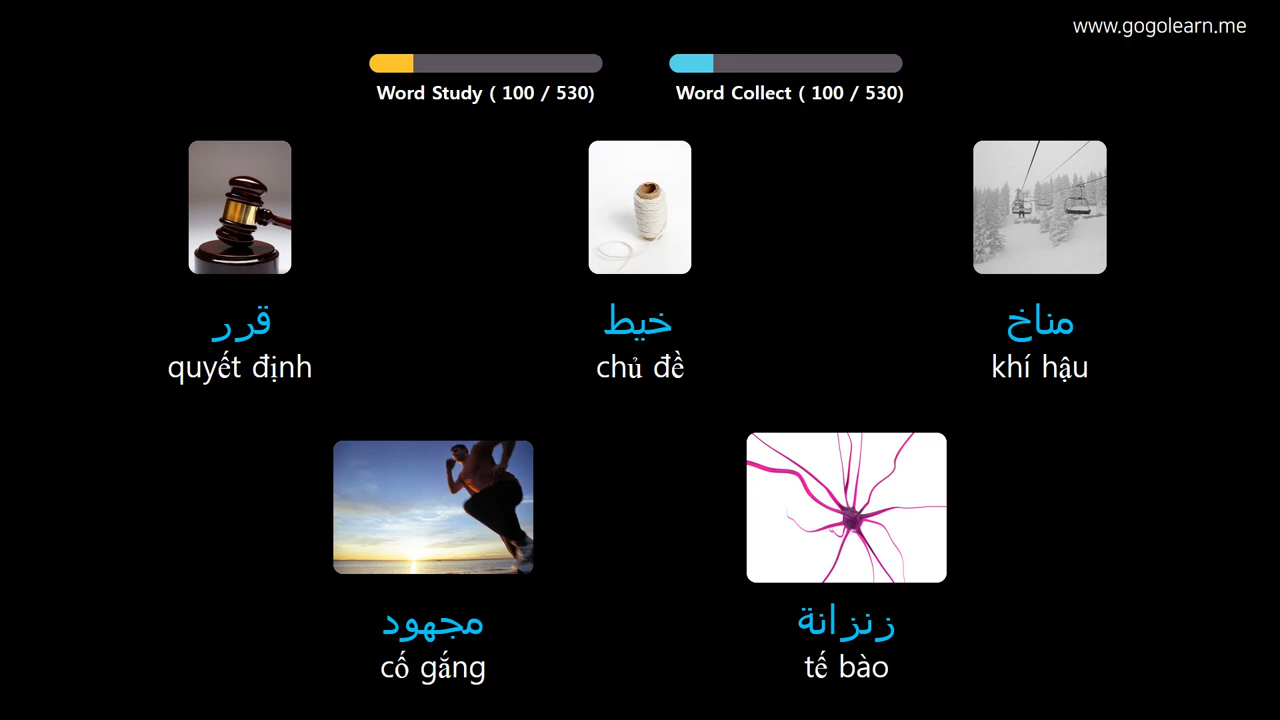 www.gogolearn.me
Word Study ( 100 / 530)
Word Collect ( 100 / 530)
قرر
quyết định
خيط
chủ đề
مناخ
khí hậu
مجهود
cố gắng
زنزانة
tế bào